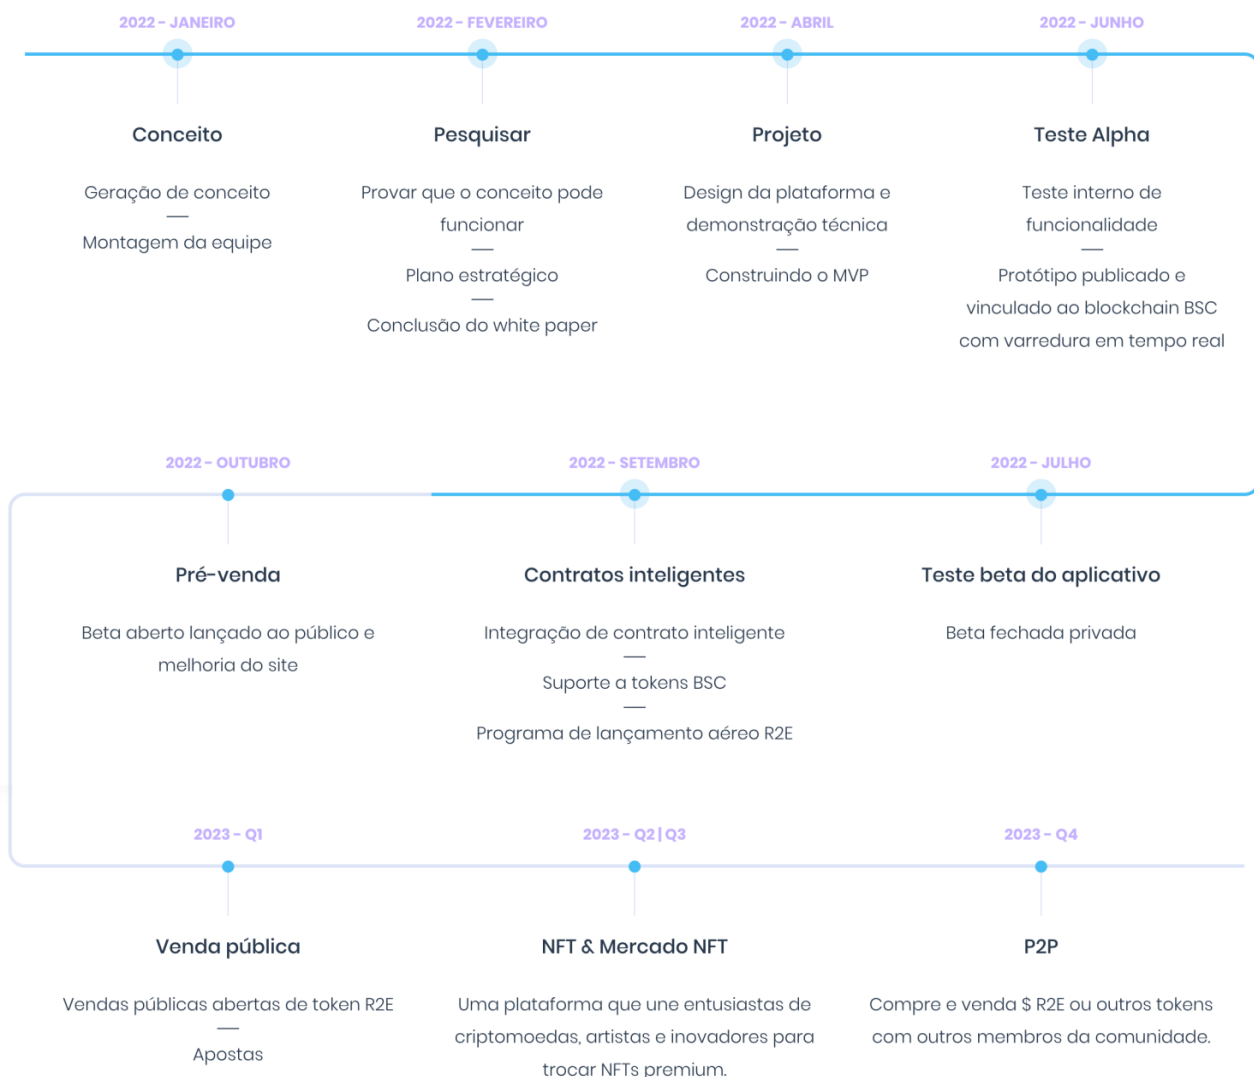 2022 - JANEIRO
Conceito
Geração de conceito
Montagem da equipe
2022 - FEVEREIRO
Pesquisar
Provar que o conceito pode
funcionar
Plano estratégico
Conclusão do white paper
2022 - ABRIL
Projeto
Design da plataforma e
demonstração técnica
Construindo o MVP
2022 - JUNHO
Teste Alpha
Teste interno de
funcionalidade
Protótipo publicado e
vinculado ao blockchain BSC
com varredura em tempo real
2022 - JULHO
Teste beta do aplicativo
Beta fechada privada
2022 - SETEMBRO
Contratos inteligentes
Integração de contrato inteligente
Suporte a tokens BSC
Programa de lançamento aéreo R2E
2022 - OUTUBRO
Pré-venda
Beta aberto lançado ao público e
melhoria do site
2023 - Q1
Venda pública
Vendas públicas abertas de token R2E
Apostas
2023 - Q2 | Q3
NFT & Mercado NFT
Uma plataforma que une entusiastas de
criptomoedas, artistas e inovadores para
trocar NFTs premium.
2023 - Q4
P2P
Compre e venda $ R2E ou outros tokens
com outros membros da comunidade.